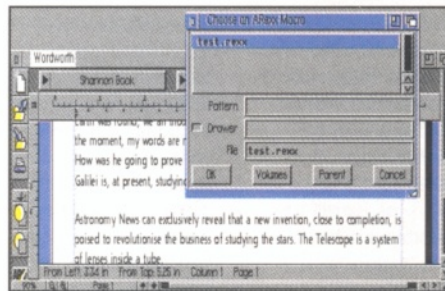 Choose an ARexx Macro
test.rexx
Wordworth
Shannon Book
Pattern
Drawer
File test.rexx
OK Volumes Parent Cancel
the moment, my words are
How was he going to prove
Galilei is, at present, studying
Astronomy News can exclusively reveal that a new invention, close to completion, is
poised to revolutionise the business of studying the stars. The Telescope is a system
of lenses inside a tube.
From Left: 3.34 in From Top: 5.25 in Column 1 Page 1
90% Page 1